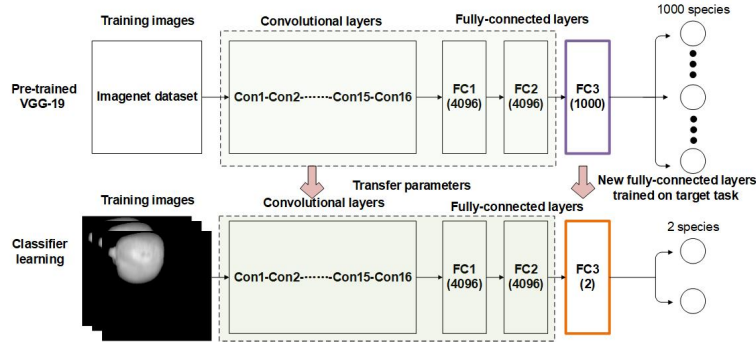 Training images
Convolutional layers
Fully-connected layers
1000 species
Pre-trained
VGG-19
Imagenet dataset
Con1-Con2-------Con15-Con16
FC1
(4096)
FC2
(4096)
FC3
(1000)
Training images
Transfer parameters
New fully-connected layers
trained on target task
Convolutional layers
Fully-connected layers
2 species
Classifier
learning
Con1-Con2-------Con15-Con16
FC1
(4096)
FC2
(4096)
FC3
(2)